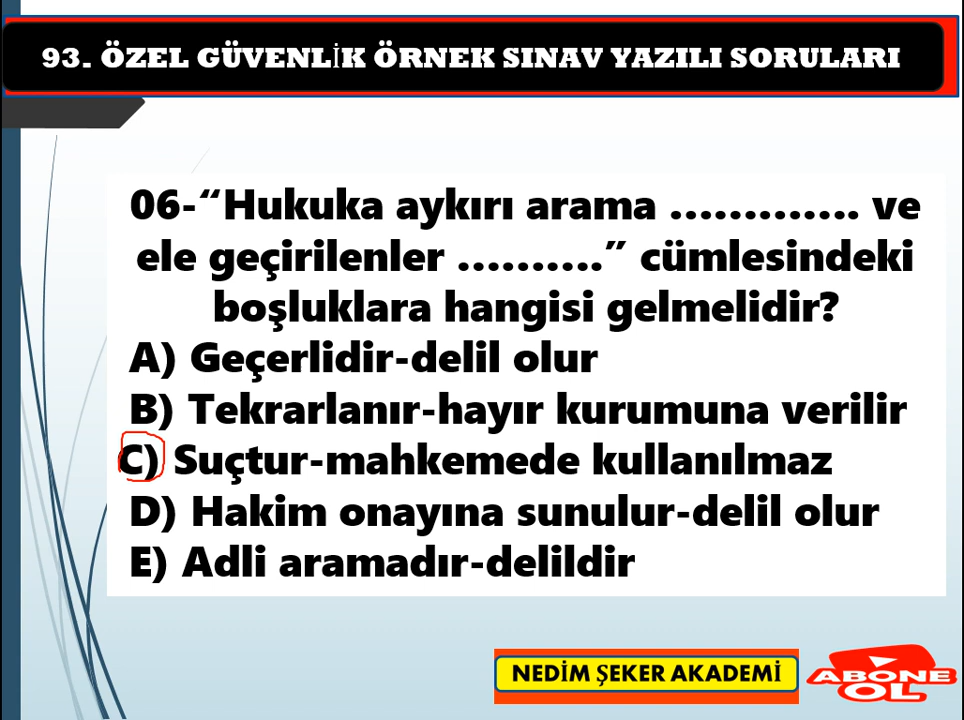 93. ÖZEL GÜVENLİK ÖRNEK SINAV YAZILI SORULARI
06-“Hukuka aykırı arama ............. ve
ele geçirilenler ..........” cümlesindeki
boşluklara hangisi gelmelidir?
A) Geçerlidir-delil olur
B) Tekrarlanır-hayır kurumuna verilir
C) Suçtur-mahkemede kullanılmaz
D) Hakim onayına sunulur-delil olur
E) Adli aramadır-delildir
NEDİM ŞEKER AKADEMİ
ABONE
OL